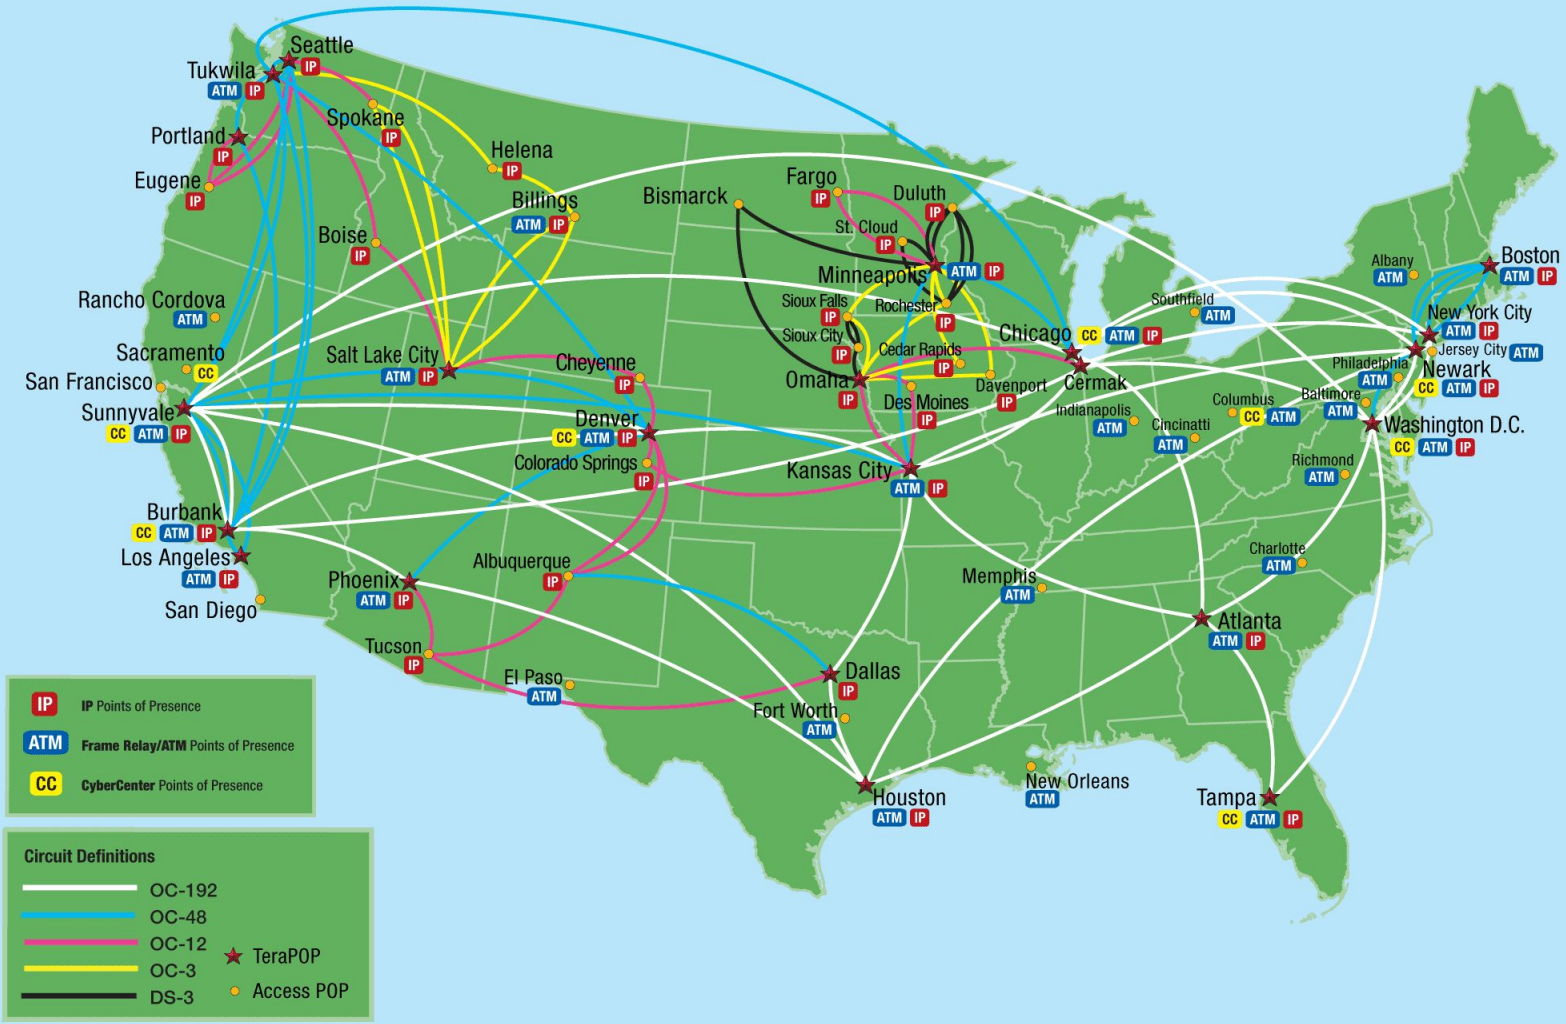 Seattle
IP
Tukwila
ATM IP
Spokane
IP
Portland
IP
Eugene
IP
Helena
IP
Billings
ATM IP
Boise
IP
Bismarck
Fargo
IP
Duluth
IP
St. Cloud
IP
Minneapolis
ATM IP
Rancho Cordova
ATM
Sacramento
CC
San Francisco
Sunnyvale
CC ATM IP
Salt Lake City
ATM IP
Cheyenne
IP
Denver
CC ATM IP
Colorado Springs
IP
Sioux Falls
IP
Rochester
IP
Sioux City
IP
Cedar Rapids
IP
Omaha
IP
Des Moines
IP
Davenport
IP
Chicago
CC ATM IP
Cermak
Southfield
ATM
Albany
ATM
Boston
ATM IP
New York City
ATM IP
Jersey City ATM
Newark
CC ATM IP
Philadelphia
ATM
Baltimore
ATM
Washington D.C.
CC ATM IP
Columbus
CC ATM
Indianapolis
ATM
Cincinatti
ATM
Richmond
ATM
Kansas City
ATM IP
Burbank
CC ATM IP
Los Angeles
ATM IP
San Diego
Phoenix
ATM IP
Albuquerque
IP
Tucson
IP
El Paso
ATM
Memphis
ATM
Charlotte
ATM
Atlanta
ATM IP
Dallas
IP
Fort Worth
ATM
Houston
ATM IP
New Orleans
ATM
Tampa
CC ATM IP
IP IP Points of Presence
ATM Frame Relay/ATM Points of Presence
CC CyberCenter Points of Presence
Circuit Definitions
OC-192
OC-48
OC-12
OC-3
DS-3
TeraPOP
Access POP